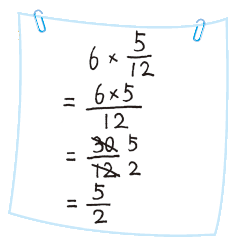 6 × 5/12
= 6×5/12
= 30/12 5/2
= 5/2